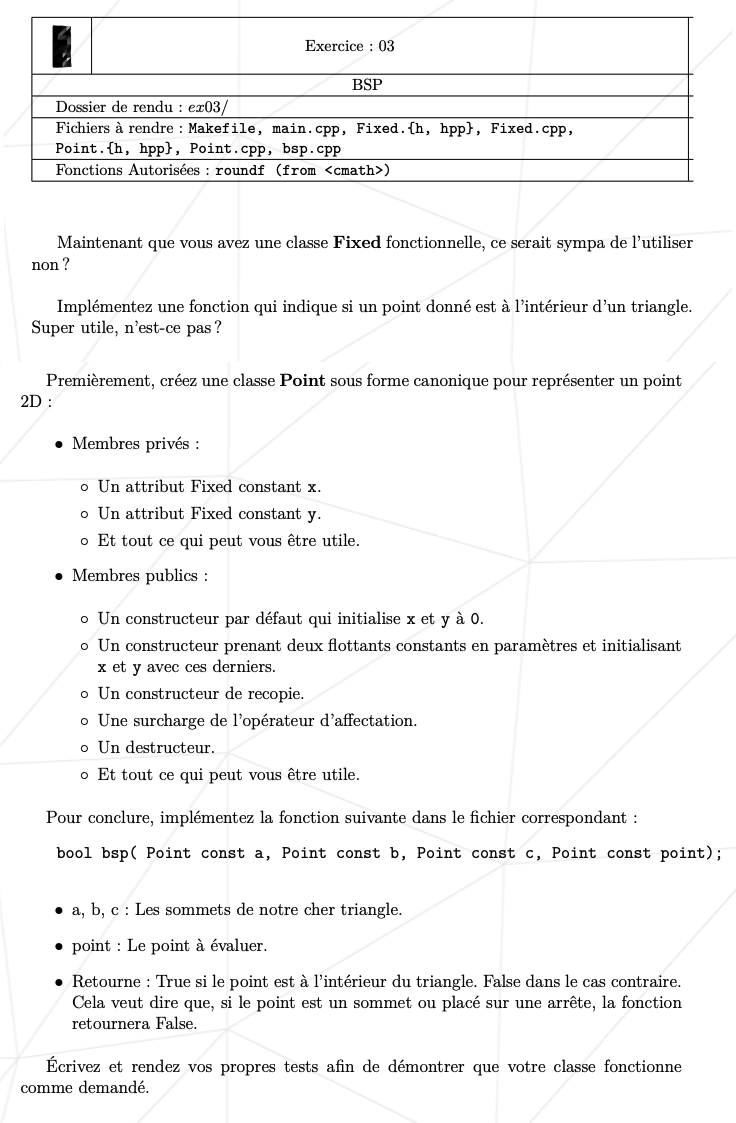 Exercice : 03
BSP
Dossier de rendu : ex03/
Fichiers à rendre : Makefile, main.cpp, Fixed.{h, hpp}, Fixed.cpp,
Point.{h, hpp}, Point.cpp, bsp.cpp
Fonctions Autorisées : roundf (from <cmath>)
Maintenant que vous avez une classe Fixed fonctionnelle, ce serait sympa de l'utiliser
non ?
Implémentez une fonction qui indique si un point donné est à l'intérieur d'un triangle.
Super utile, n'est-ce pas ?
Premièrement, créez une classe Point sous forme canonique pour représenter un point
2D :
• Membres privés :
◦ Un attribut Fixed constant x.
◦ Un attribut Fixed constant y.
◦ Et tout ce qui peut vous être utile.
• Membres publics :
◦ Un constructeur par défaut qui initialise x et y à 0.
◦ Un constructeur prenant deux flottants constants en paramètres et initialisant
x et y avec ces derniers.
◦ Un constructeur de recopie.
◦ Une surcharge de l'opérateur d'affectation.
◦ Un destructeur.
◦ Et tout ce qui peut vous être utile.
Pour conclure, implémentez la fonction suivante dans le fichier correspondant :
bool bsp( Point const a, Point const b, Point const c, Point const point);
• a, b, c : Les sommets de notre cher triangle.
• point : Le point à évaluer.
• Retourne : True si le point est à l'intérieur du triangle. False dans le cas contraire.
Cela veut dire que, si le point est un sommet ou placé sur une arrête, la fonction
retournera False.
Écrivez et rendez vos propres tests afin de démontrer que votre classe fonctionne
comme demandé.